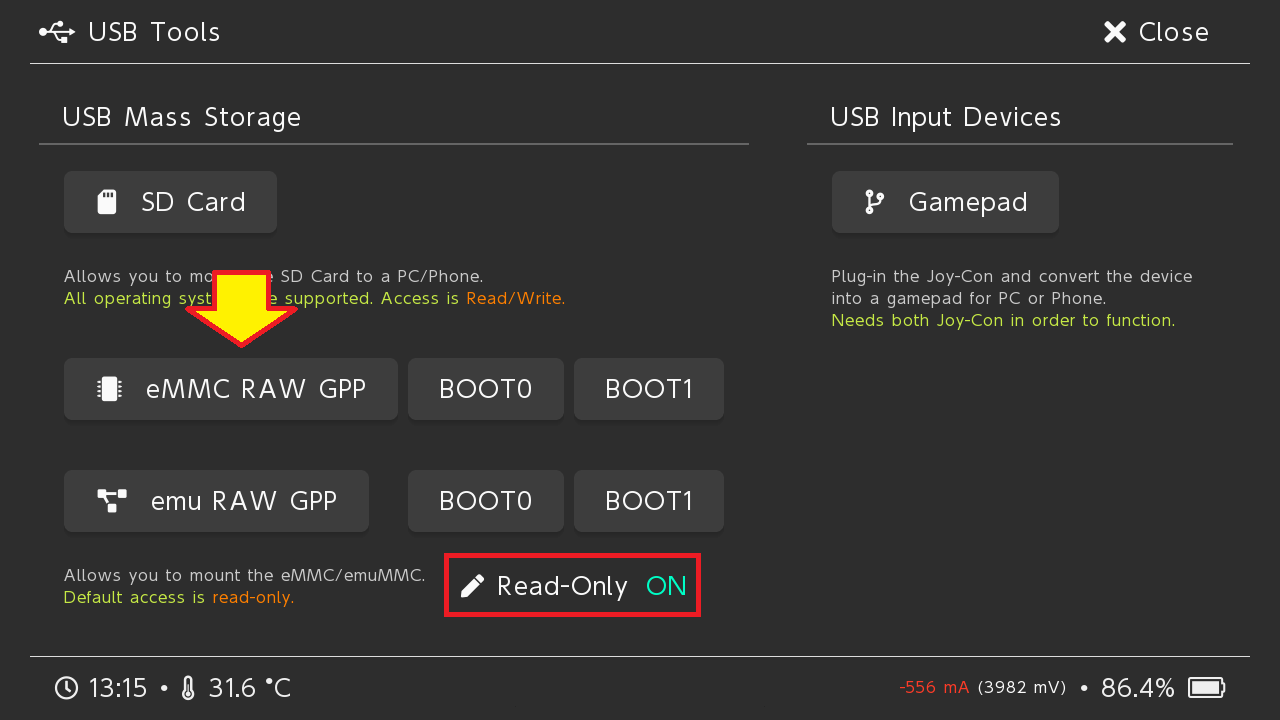 USB Tools
Close
USB Mass Storage
SD Card
Allows you to mo SD Card to a PC/Phone.
All operating syst supported. Access is Read/Write.
eMMC RAW GPP BOOT0 BOOT1
emu RAW GPP BOOT0 BOOT1
Allows you to mount the eMMC/emuMMC.
Default access is read-only.
Read-Only ON
USB Input Devices
Gamepad
Plug-in the Joy-Con and convert the device
into a gamepad for PC or Phone.
Needs both Joy-Con in order to function.
13:15 • 31.6 °C
-556 mA (3982 mV) • 86.4%